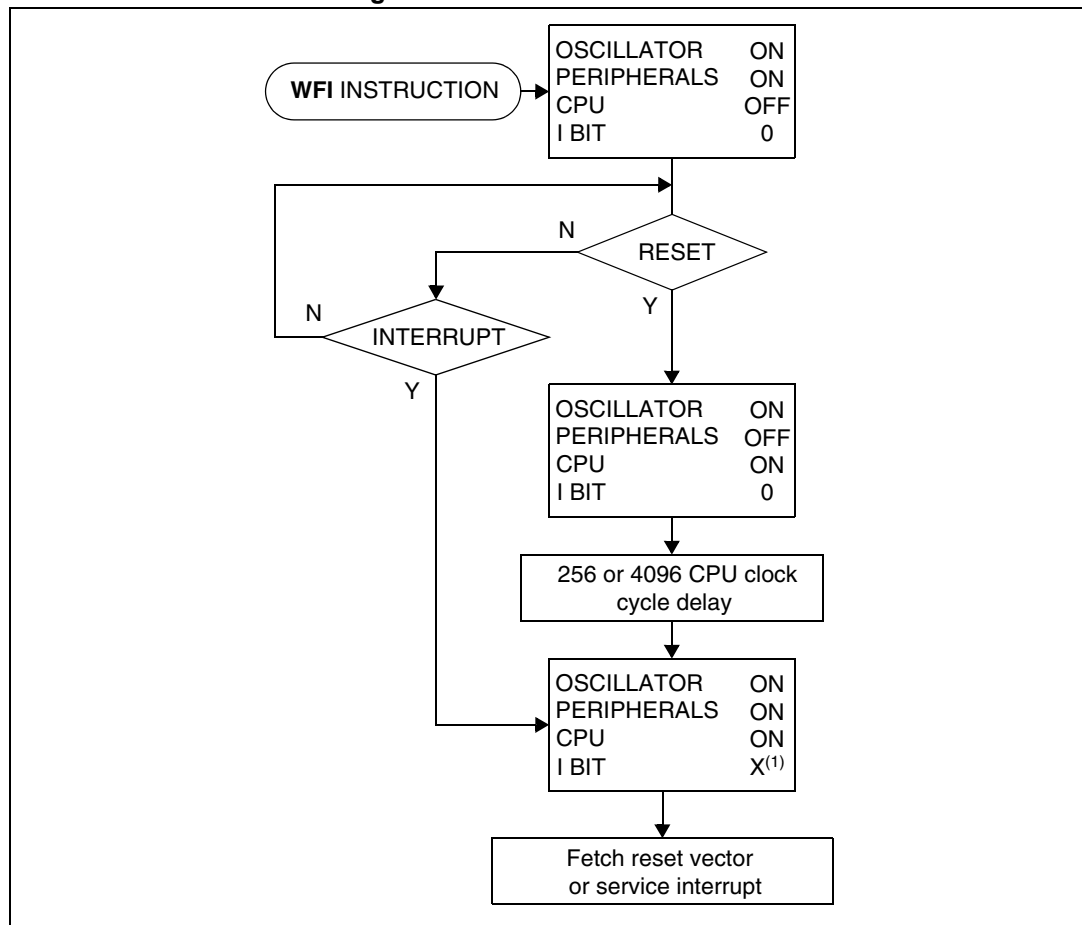 WFI INSTRUCTION
OSCILLATOR ON
PERIPHERALS ON
CPU OFF
I BIT 0
N
RESET
Y
N
INTERRUPT
Y
OSCILLATOR ON
PERIPHERALS OFF
CPU ON
I BIT 0
256 or 4096 CPU clock
cycle delay
OSCILLATOR ON
PERIPHERALS ON
CPU ON
I BIT X(1)
Fetch reset vector
or service interrupt